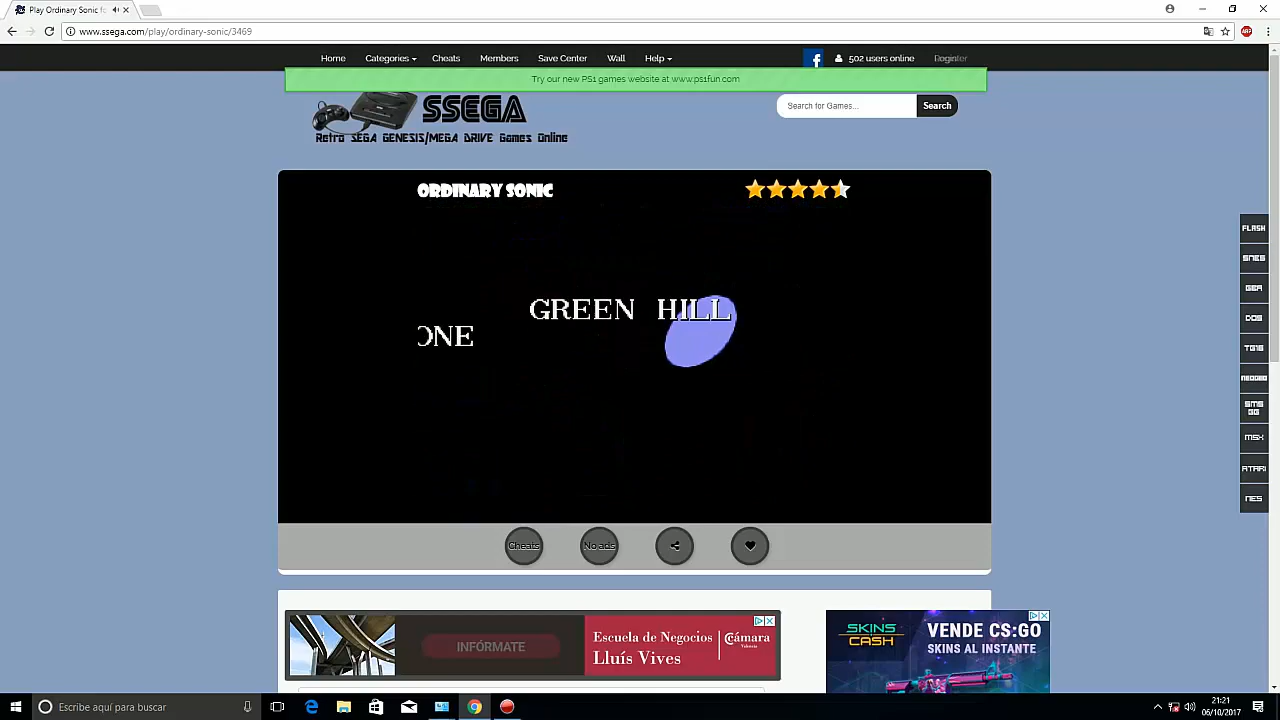 Play Ordinary Sonic fo
www.ssega.com/play/ordinary-sonic/3469
Home Categories Cheats Members Save Center Wall Help 502 users online Register
Try our new PS1 games website at www.ps1fun.com
SSEGA
Retro SEGA GENESIS/MEGA DRIVE Games Online
Search for Games... Search
ORDINARY SONIC
GREEN HILL
ONE
FLASH
SNES
GBA
DOS
TG16
NEOGEO
SMS
GG
MSX
ATARI
NES
Cheats No ads
INFÓRMATE
Escuela de Negocios
Lluís Vives
Cámara
Valencia
SKINS
CASH
VENDE CS:GO
SKINS AL INSTANTE
Escribe aquí para buscar
21:21
06/10/2017